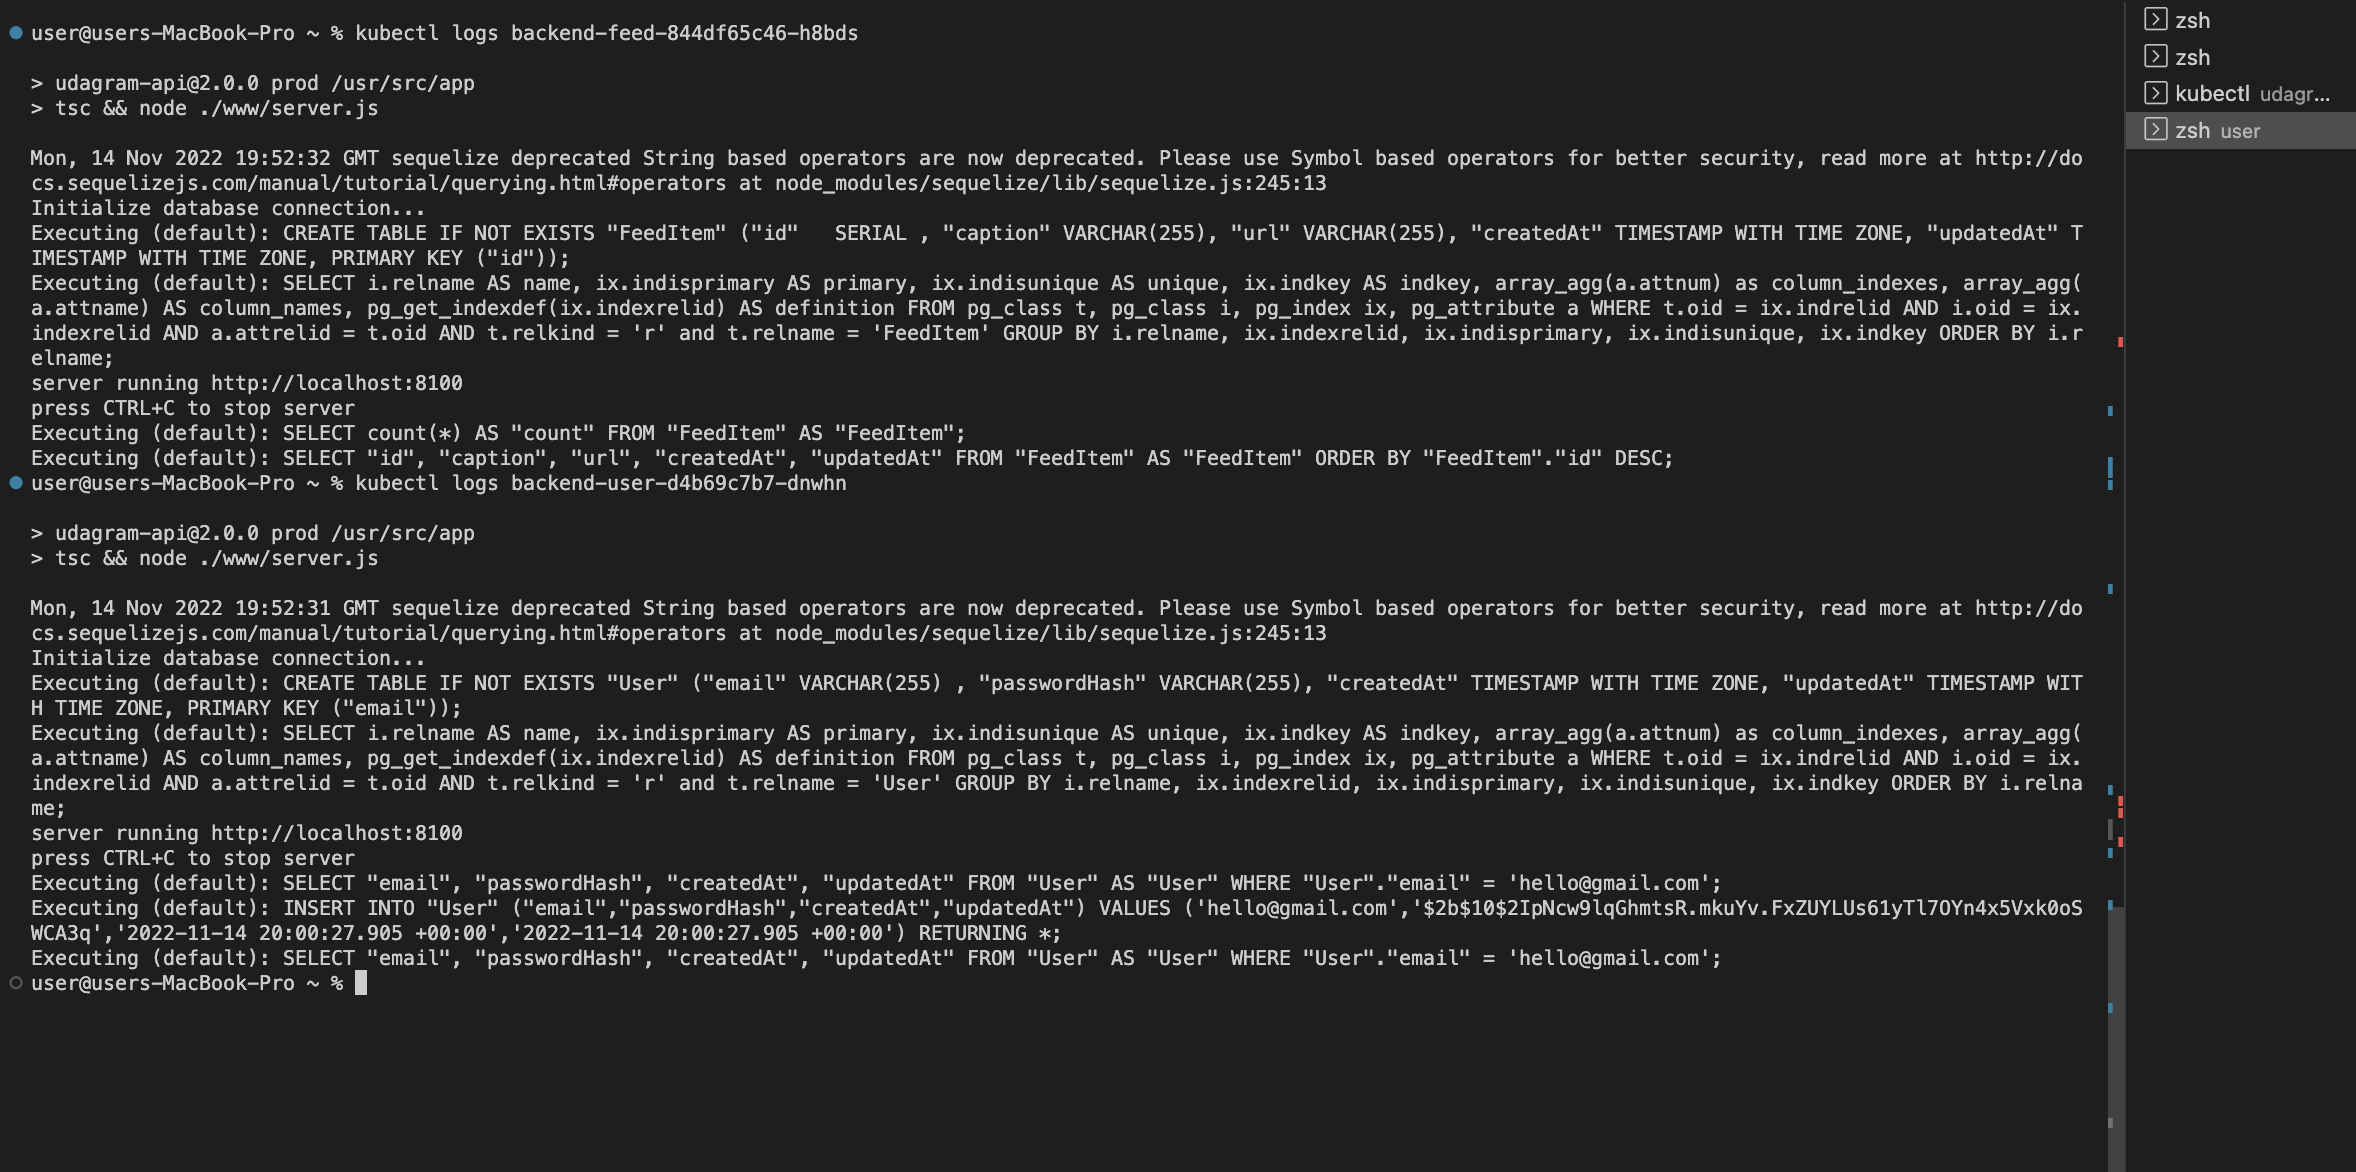 user@users-MacBook-Pro ~ % kubectl logs backend-feed-844df65c46-h8bds
> udagram-api@2.0.0 prod /usr/src/app
> tsc && node ./www/server.js
Mon, 14 Nov 2022 19:52:32 GMT sequelize deprecated String based operators are now deprecated. Please use Symbol based operators for better security, read more at http://do
cs.sequelizejs.com/manual/tutorial/querying.html#operators at node_modules/sequelize/lib/sequelize.js:245:13
Initialize database connection...
Executing (default): CREATE TABLE IF NOT EXISTS "FeedItem" ("id"   SERIAL , "caption" VARCHAR(255), "url" VARCHAR(255), "createdAt" TIMESTAMP WITH TIME ZONE, "updatedAt" T
IMESTAMP WITH TIME ZONE, PRIMARY KEY ("id"));
Executing (default): SELECT i.relname AS name, ix.indisprimary AS primary, ix.indisunique AS unique, ix.indkey AS indkey, array_agg(a.attnum) as column_indexes, array_agg(
a.attname) AS column_names, pg_get_indexdef(ix.indexrelid) AS definition FROM pg_class t, pg_class i, pg_index ix, pg_attribute a WHERE t.oid = ix.indrelid AND i.oid = ix.
indexrelid AND a.attrelid = t.oid AND t.relkind = 'r' and t.relname = 'FeedItem' GROUP BY i.relname, ix.indexrelid, ix.indisprimary, ix.indisunique, ix.indkey ORDER BY i.r
elname;
server running http://localhost:8100
press CTRL+C to stop server
Executing (default): SELECT count(*) AS "count" FROM "FeedItem" AS "FeedItem";
Executing (default): SELECT "id", "caption", "url", "createdAt", "updatedAt" FROM "FeedItem" AS "FeedItem" ORDER BY "FeedItem"."id" DESC;
user@users-MacBook-Pro ~ % kubectl logs backend-user-d4b69c7b7-dnwhn
> udagram-api@2.0.0 prod /usr/src/app
> tsc && node ./www/server.js
Mon, 14 Nov 2022 19:52:31 GMT sequelize deprecated String based operators are now deprecated. Please use Symbol based operators for better security, read more at http://do
cs.sequelizejs.com/manual/tutorial/querying.html#operators at node_modules/sequelize/lib/sequelize.js:245:13
Initialize database connection...
Executing (default): CREATE TABLE IF NOT EXISTS "User" ("email" VARCHAR(255) , "passwordHash" VARCHAR(255), "createdAt" TIMESTAMP WITH TIME ZONE, "updatedAt" TIMESTAMP WIT
H TIME ZONE, PRIMARY KEY ("email"));
Executing (default): SELECT i.relname AS name, ix.indisprimary AS primary, ix.indisunique AS unique, ix.indkey AS indkey, array_agg(a.attnum) as column_indexes, array_agg(
a.attname) AS column_names, pg_get_indexdef(ix.indexrelid) AS definition FROM pg_class t, pg_class i, pg_index ix, pg_attribute a WHERE t.oid = ix.indrelid AND i.oid = ix.
indexrelid AND a.attrelid = t.oid AND t.relkind = 'r' and t.relname = 'User' GROUP BY i.relname, ix.indexrelid, ix.indisprimary, ix.indisunique, ix.indkey ORDER BY i.relna
me;
server running http://localhost:8100
press CTRL+C to stop server
Executing (default): SELECT "email", "passwordHash", "createdAt", "updatedAt" FROM "User" AS "User" WHERE "User"."email" = 'hello@gmail.com';
Executing (default): INSERT INTO "User" ("email","passwordHash","createdAt","updatedAt") VALUES ('hello@gmail.com','$2b$10$2IpNcw9lqGhmtsR.mkuYv.FxZUYLUs61yTl7OYn4x5Vxk0oS
WCA3q','2022-11-14 20:00:27.905 +00:00','2022-11-14 20:00:27.905 +00:00') RETURNING *;
Executing (default): SELECT "email", "passwordHash", "createdAt", "updatedAt" FROM "User" AS "User" WHERE "User"."email" = 'hello@gmail.com';
user@users-MacBook-Pro ~ %
zsh
zsh
kubectl udagr...
zsh user